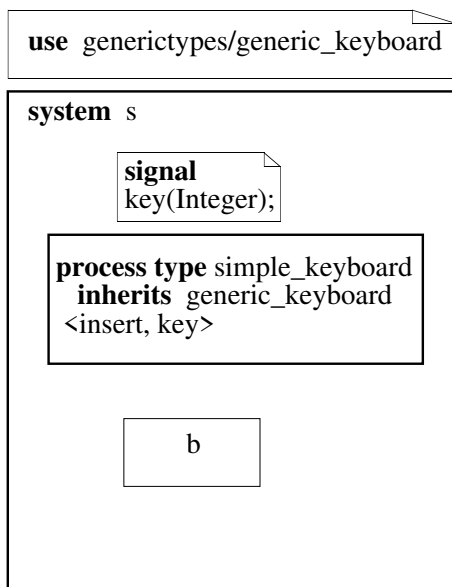 use generictypes/generic_keyboard
system s
signal
key(Integer);
process type simple_keyboard
inherits generic_keyboard
<insert, key>
b